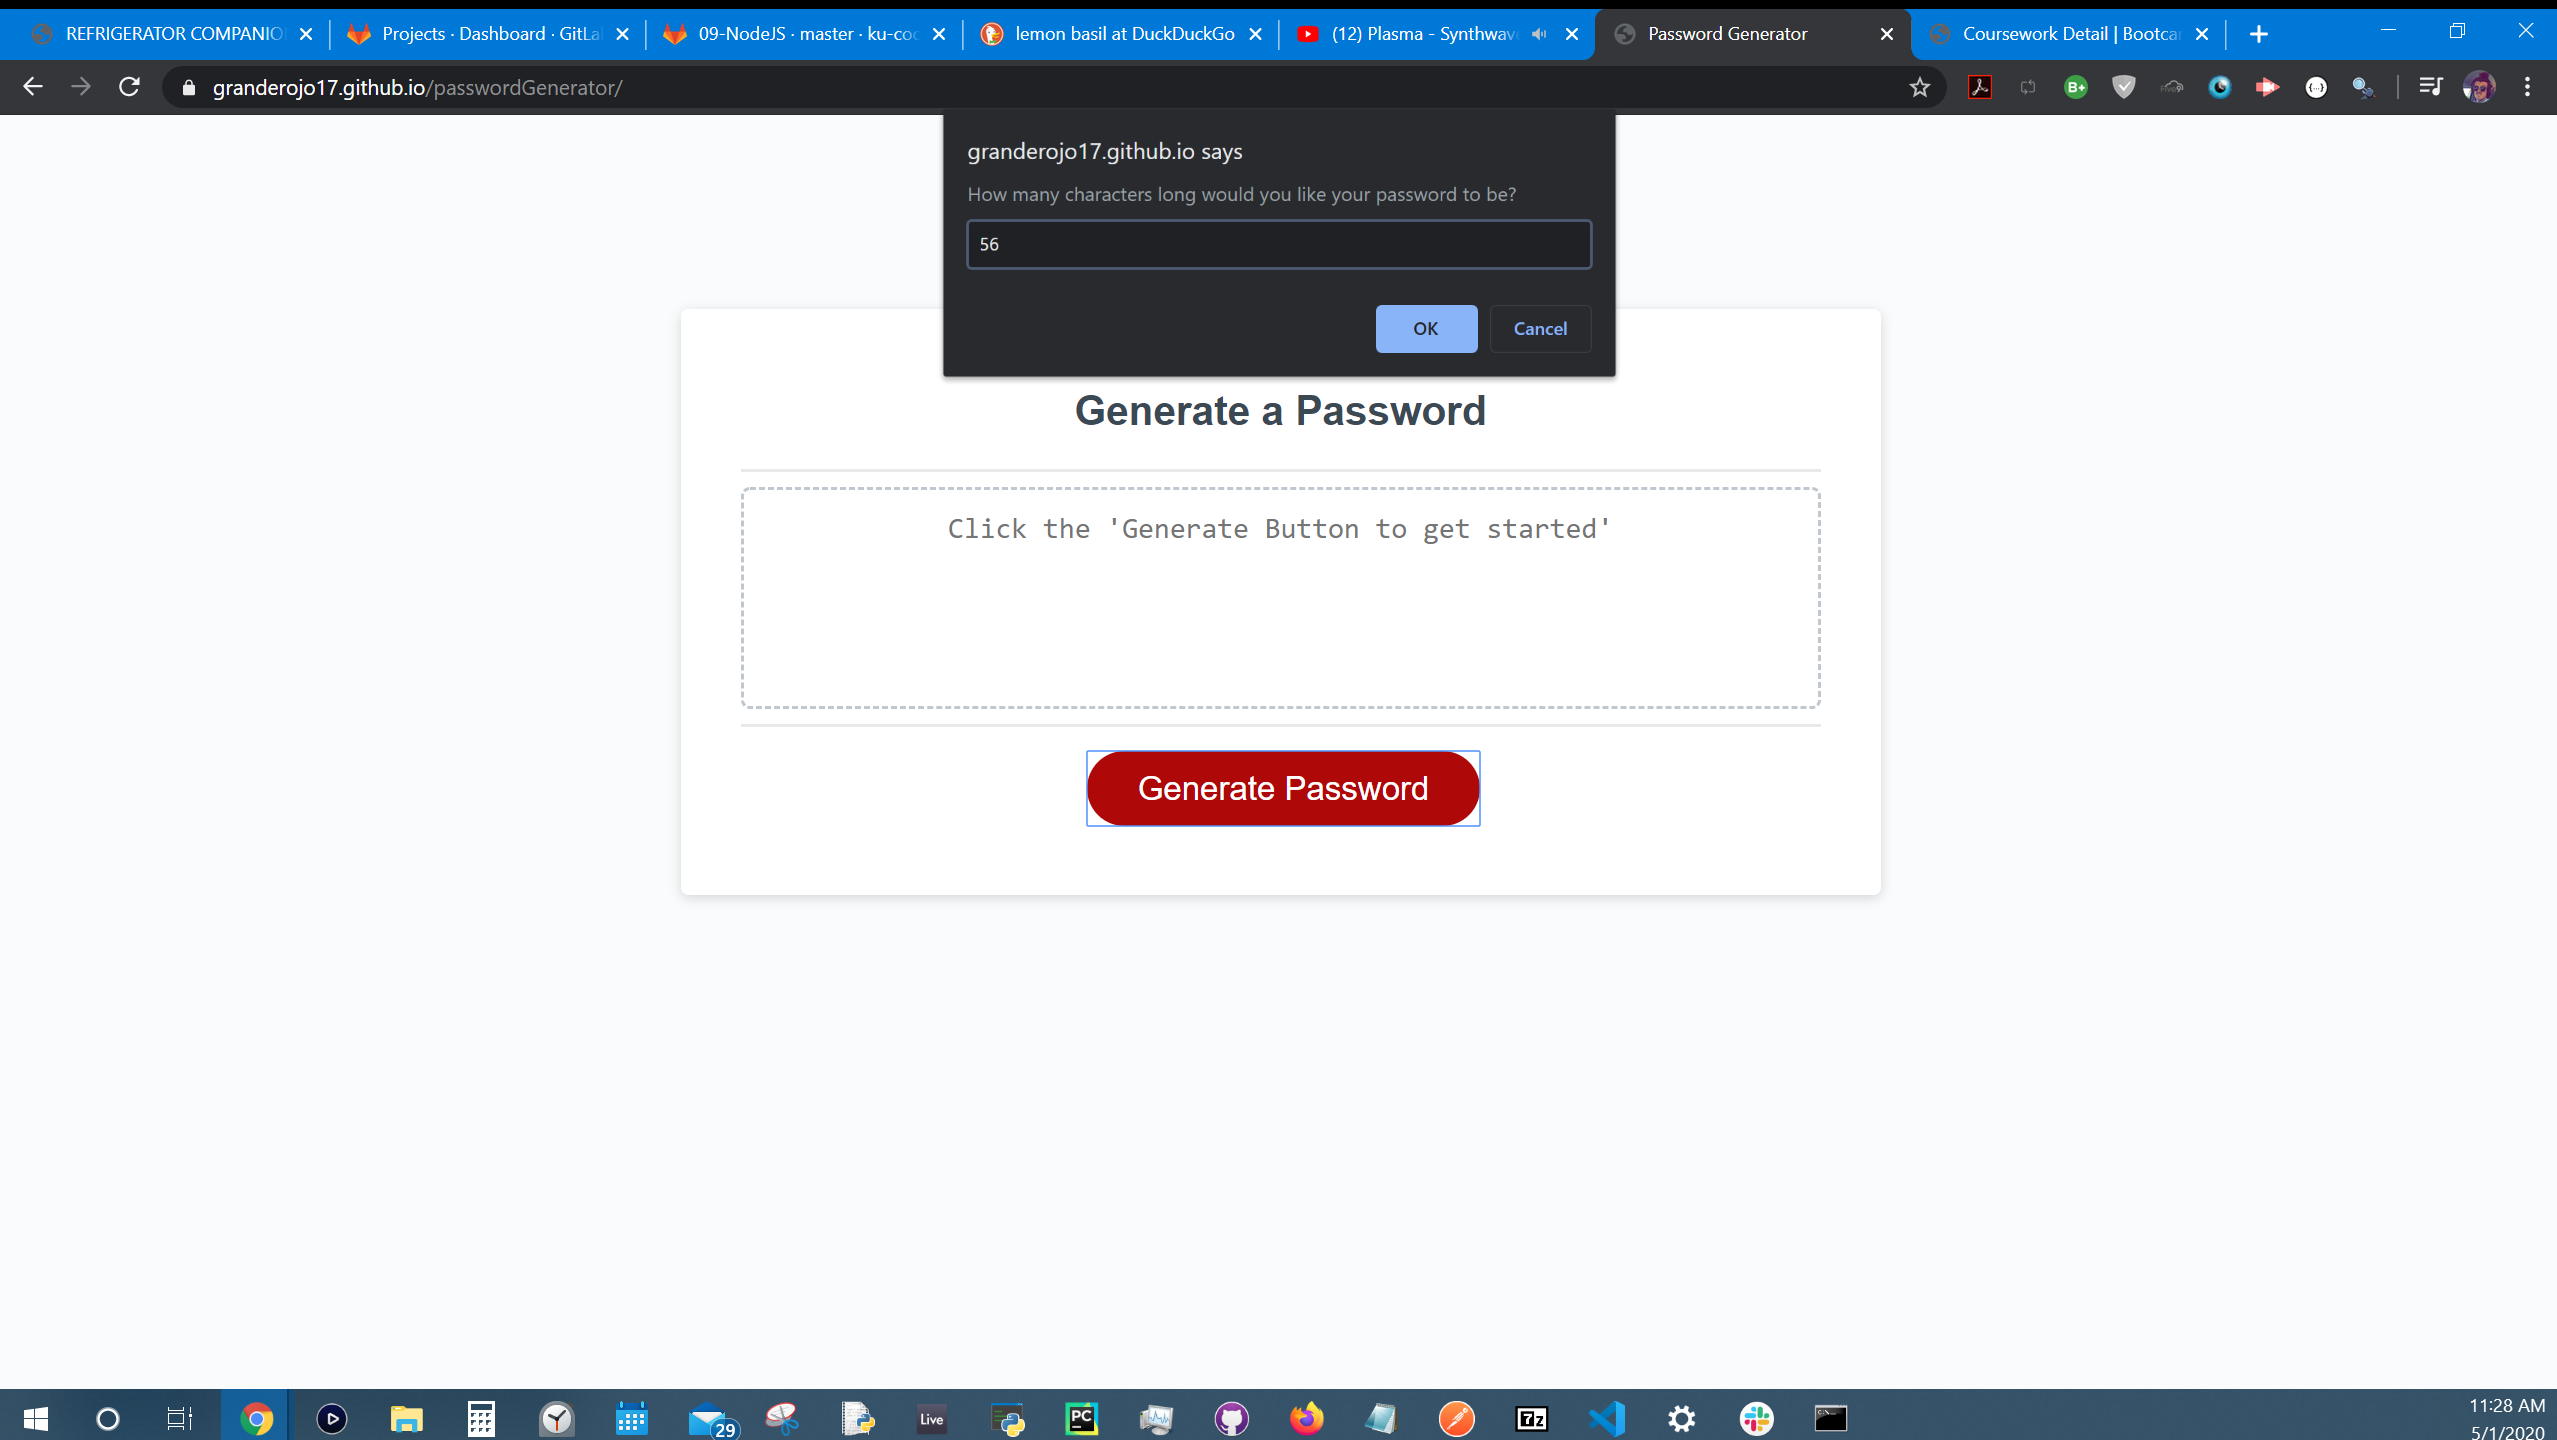 REFRIGERATOR COMPANIO
Projects · Dashboard · GitLa
09-NodeJS · master · ku-coc
lemon basil at DuckDuckGo
(12) Plasma - Synthwave
Password Generator
Coursework Detail | Bootca
granderojo17.github.io/passwordGenerator/
B+
granderojo17.github.io says
How many characters long would you like your password to be?
56
OK
Cancel
Generate a Password
Click the 'Generate Button to get started'
Generate Password
29
Live
PC
7z
11:28 AM
5/1/2020